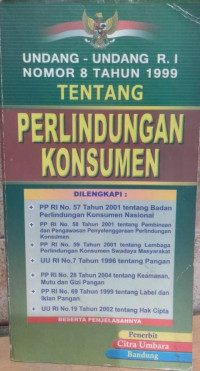 UNDANG - UNDANG R. I
NOMOR 8 TAHUN 1999
TENTANG
PERLINDUNGAN
KONSUMEN
DILENGKAPI :
• PP RI No. 57 Tahun 2001 tentang Badan
Perlindungan Konsumen Nasional
• PP RI No. 58 Tahun 2001 tentang Pembinaan
dan Pengawasan Penyelenggaraan Perlindungan
Konsumen
• PP RI No. 59 Tahun 2001 tentang Lembaga
Perlindungan Konsumen Swadaya Masyarakat
• UU RI No.7 Tahun 1996 tentang Pangan
• PP RI No. 28 Tahun 2004 tentang Keamanan,
Mutu dan Gizi Pangan
• PP RI No. 69 Tahun 1999 tentang Label dan
Iklan Pangan
• UU RI No.19 Tahun 2002 tentang Hak Cipta
BESERTA PENJELASANNYA
Penerbit
Citra Umbara
Bandung